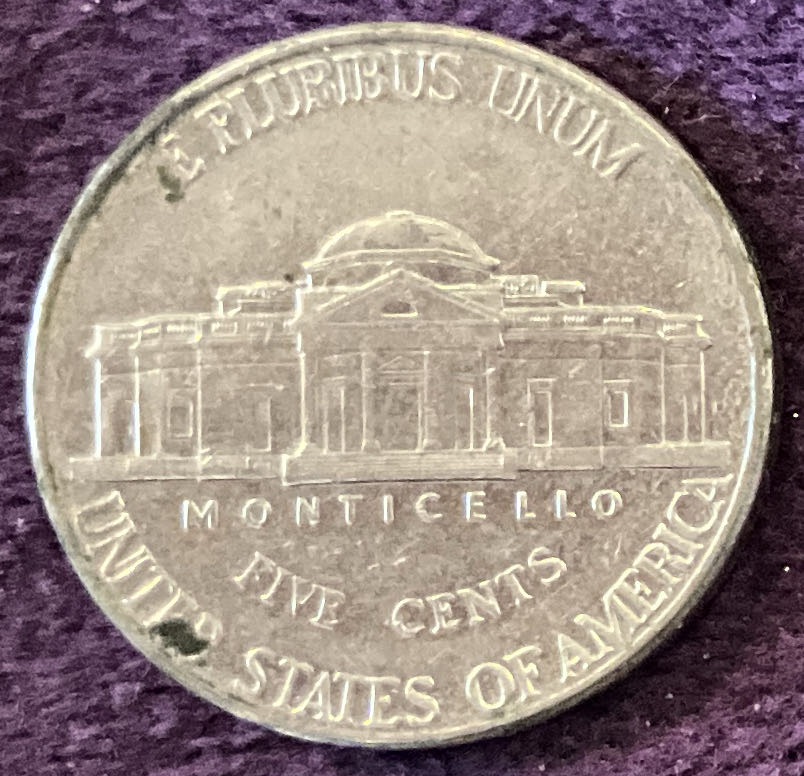 E PLURIBUS UNUM
MONTICELLO
FIVE CENTS
UNITED STATES OF AMERICA